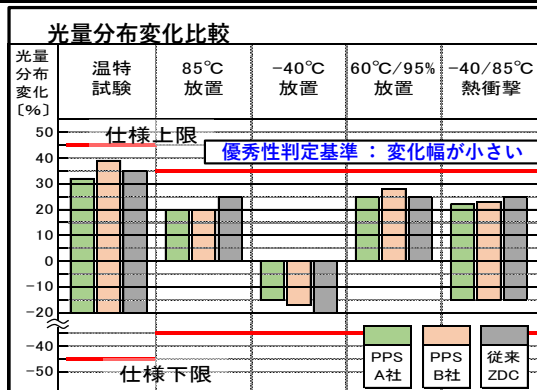 光量分布変化比較
光量
分布
変化
[%]
温特
試験
85℃
放置
-40℃
放置
60℃/95%
放置
-40/85℃
熱衝撃
仕様上限
優秀性判定基準 : 変化幅が小さい
50
40
30
20
10
0
-10
-20
-40
-50
仕様下限
PPS
A社
PPS
B社
従来
ZDC